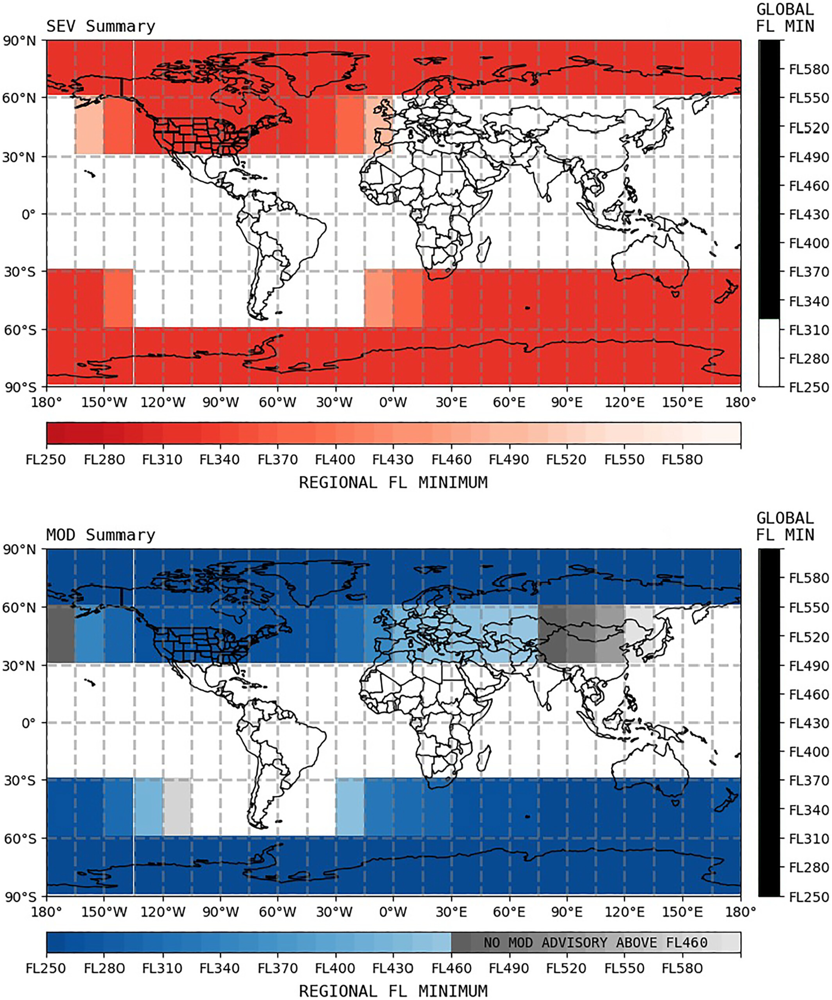 GLOBAL
FL MIN
SEV Summary
90°N
60°N
30°N
0°
30°S
60°S
90°S
180°
150°W
120°W
90°W
60°W
30°W
0°W
30°E
60°E
90°E
120°E
150°E
180°
FL580
FL550
FL520
FL490
FL460
FL430
FL400
FL370
FL340
FL310
FL280
FL250
FL250
FL280
FL310
FL340
FL370
FL400
FL430
FL460
FL490
FL520
FL550
FL580
REGIONAL FL MINIMUM
GLOBAL
FL MIN
MOD Summary
90°N
60°N
30°N
0°
30°S
60°S
90°S
180°
150°W
120°W
90°W
60°W
30°W
0°W
30°E
60°E
90°E
120°E
150°E
180°
FL580
FL550
FL520
FL490
FL460
FL430
FL400
FL370
FL340
FL310
FL280
FL250
NO MOD ADVISORY ABOVE FL460
FL250
FL280
FL310
FL340
FL370
FL400
FL430
FL460
FL490
FL520
FL550
FL580
REGIONAL FL MINIMUM